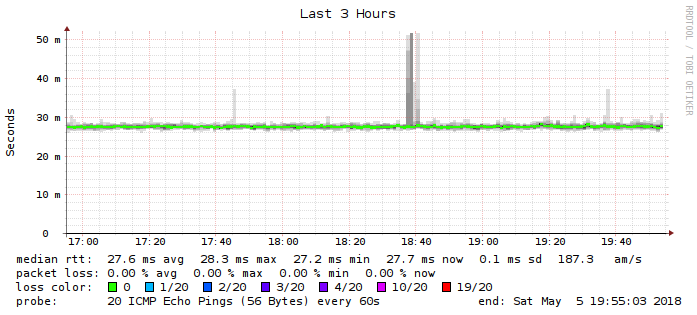 Last 3 Hours
RRDTOOL / TOBI OETIKER
Seconds
50 m
40 m
30 m
20 m
10 m
0
17:00 17:20 17:40 18:00 18:20 18:40 19:00 19:20 19:40
median rtt: 27.6 ms avg 28.3 ms max 27.2 ms min 27.7 ms now 0.1 ms sd 187.3 am/s
packet loss: 0.00 % avg 0.00 % max 0.00 % min 0.00 % now
loss color: 0 1/20 2/20 3/20 4/20 10/20 19/20
probe: 20 ICMP Echo Pings (56 Bytes) every 60s end: Sat May 5 19:55:03 2018